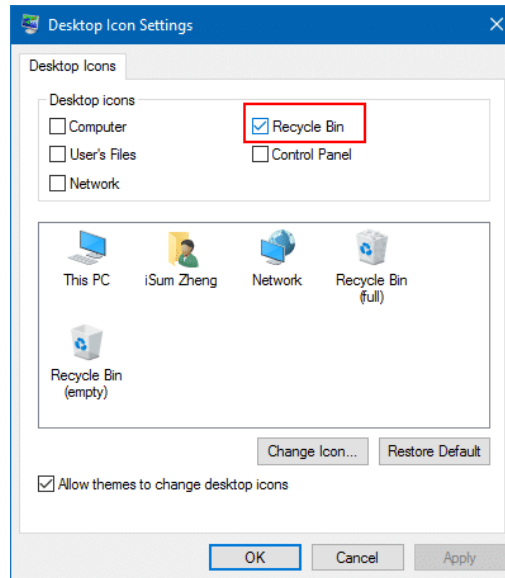 Desktop Icon Settings
Desktop Icons
Desktop icons
Computer
Recycle Bin
User's Files
Control Panel
Network
This PC
iSum Zheng
Network
Recycle Bin
(full)
Recycle Bin
(empty)
Change Icon...
Restore Default
Allow themes to change desktop icons
OK
Cancel
Apply